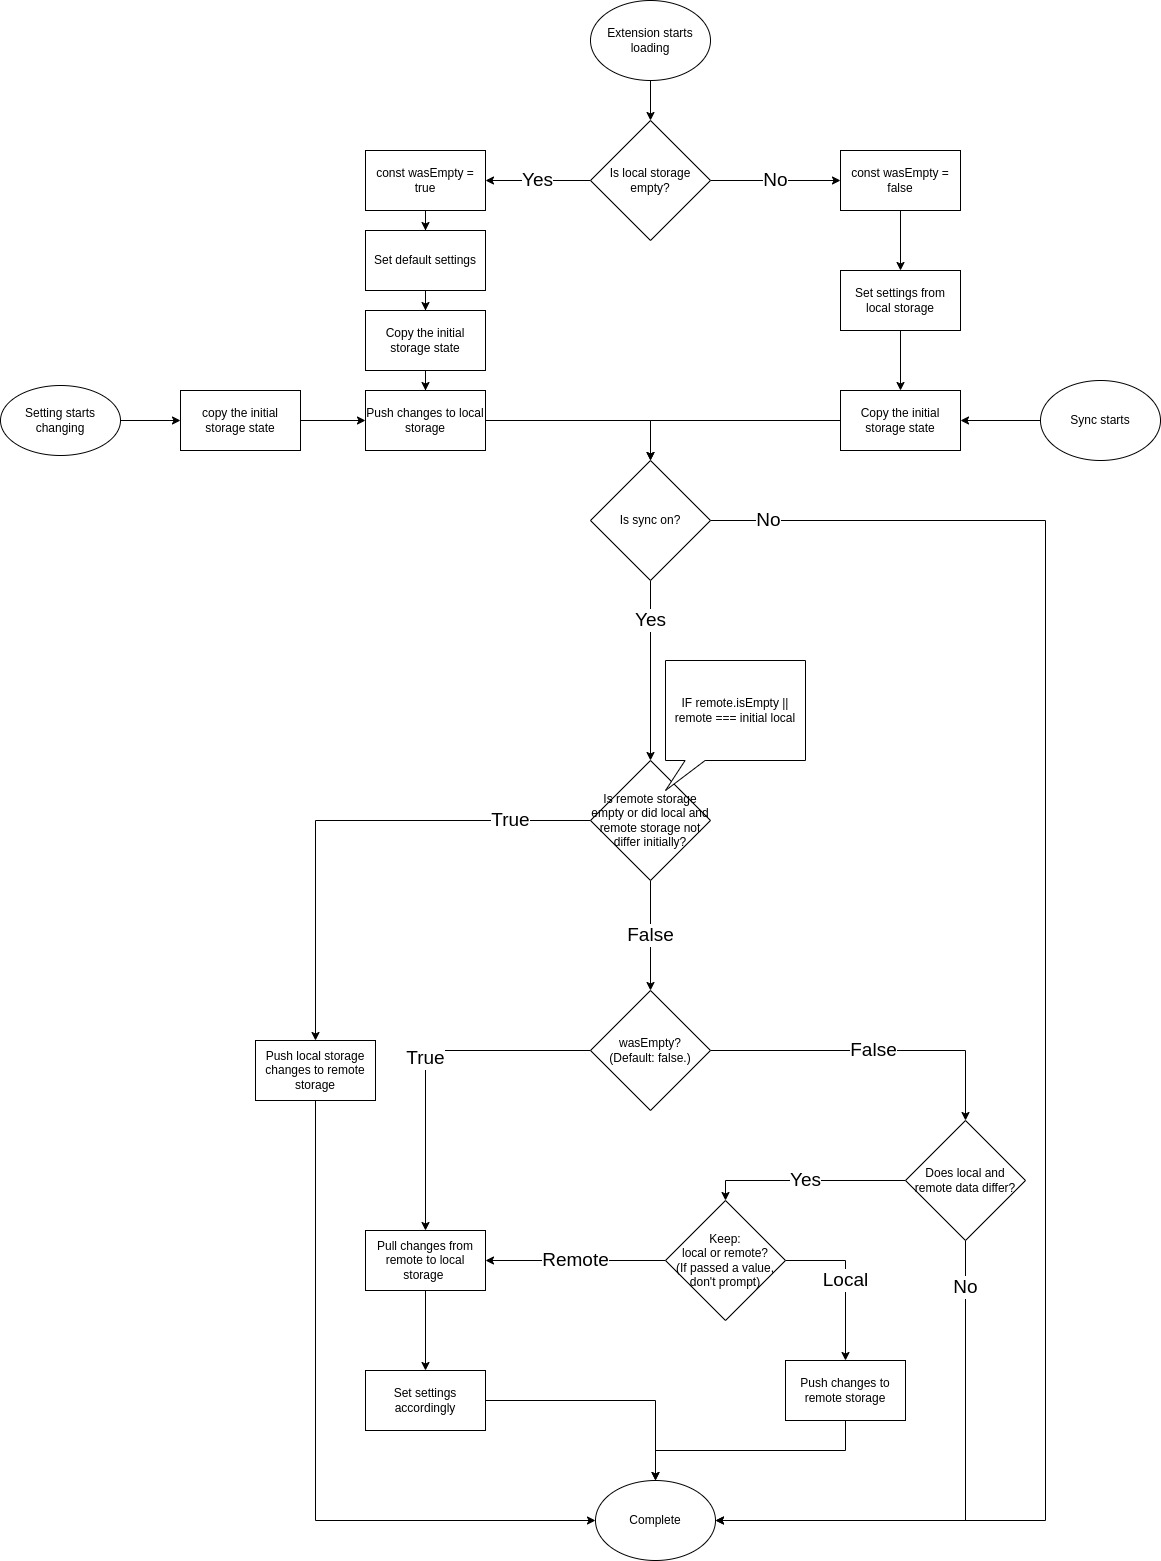 Extension starts
loading
Is local storage
empty?
Yes
No
const wasEmpty =
true
const wasEmpty =
false
Set default settings
Set settings from
local storage
Copy the initial
storage state
Setting starts
changing
copy the initial
storage state
Push changes to local
storage
Copy the initial
storage state
Sync starts
Is sync on?
No
Yes
IF remote.isEmpty ||
remote === initial local
Is remote storage
empty or did local and
remote storage not
differ initially?
True
False
wasEmpty?
(Default: false.)
True
False
Push local storage
changes to remote
storage
Does local and
remote data differ?
Yes
No
Keep:
local or remote?
(If passed a value,
don't prompt)
Remote
Local
Pull changes from
remote to local
storage
Set settings
accordingly
Push changes to
remote storage
Complete